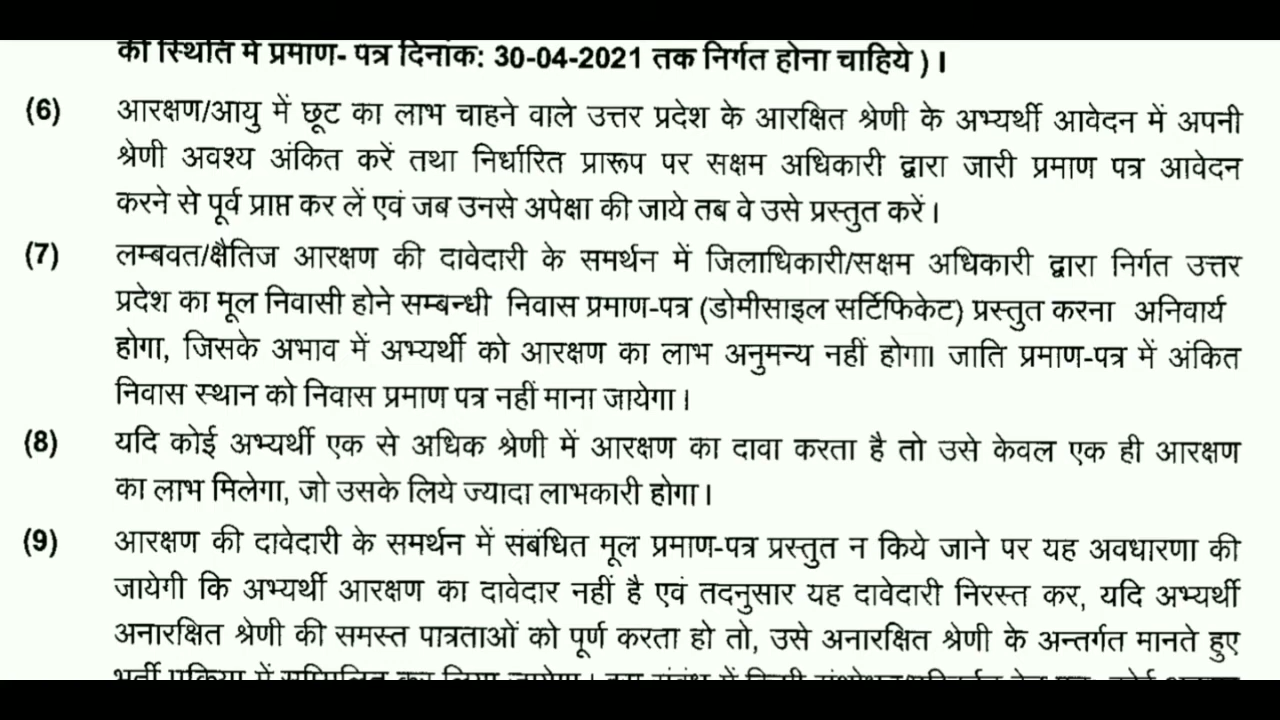 की स्थिति में प्रमाण- पत्र दिनांक: 30-04-2021 तक निर्गत होना चाहिये ) ।
(6) आरक्षण/आयु में छूट का लाभ चाहने वाले उत्तर प्रदेश के आरक्षित श्रेणी के अभ्यर्थी आवेदन में अपनी
श्रेणी अवश्य अंकित करें तथा निर्धारित प्रारूप पर सक्षम अधिकारी द्वारा जारी प्रमाण पत्र आवेदन
करने से पूर्व प्राप्त कर लें एवं जब उनसे अपेक्षा की जाये तब वे उसे प्रस्तुत करें ।
(7) लम्बवत/क्षैतिज आरक्षण की दावेदारी के समर्थन में जिलाधिकारी/सक्षम अधिकारी द्वारा निर्गत उत्तर
प्रदेश का मूल निवासी होने सम्बन्धी निवास प्रमाण-पत्र (डोमीसाइल सर्टिफिकेट) प्रस्तुत करना अनिवार्य
होगा, जिसके अभाव में अभ्यर्थी को आरक्षण का लाभ अनुमन्य नहीं होगा। जाति प्रमाण-पत्र में अंकित
निवास स्थान को निवास प्रमाण पत्र नहीं माना जायेगा ।
(8) यदि कोई अभ्यर्थी एक से अधिक श्रेणी में आरक्षण का दावा करता है तो उसे केवल एक ही आरक्षण
का लाभ मिलेगा, जो उसके लिये ज्यादा लाभकारी होगा ।
(9) आरक्षण की दावेदारी के समर्थन में संबंधित मूल प्रमाण-पत्र प्रस्तुत न किये जाने पर यह अवधारणा की
जायेगी कि अभ्यर्थी आरक्षण का दावेदार नहीं है एवं तदनुसार यह दावेदारी निरस्त कर, यदि अभ्यर्थी
अनारक्षित श्रेणी की समस्त पात्रताओं को पूर्ण करता हो तो, उसे अनारक्षित श्रेणी के अन्तर्गत मानते हुए
भर्ती प्रक्रिया में सम्मिलित कर लिया जायेगा ।